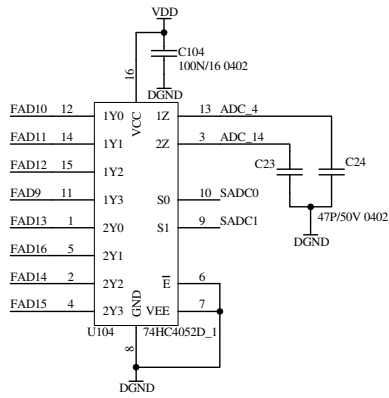 VDD
C104
100N/16 0402
16
DGND
FAD10 12 1Y0 VCC 1Z 13 ADC_4
FAD11 14 1Y1 2Z 3 ADC_14
FAD12 15 1Y2 C23 C24
FAD9 11 1Y3 S0 10 SADC0
FAD13 1 2Y0 S1 9 SADC1
47P/50V 0402
FAD16 5 2Y1 DGND
FAD14 2 2Y2 E 6
FAD15 4 2Y3 GND VEE 7
U104 74HC4052D_1
8
DGND